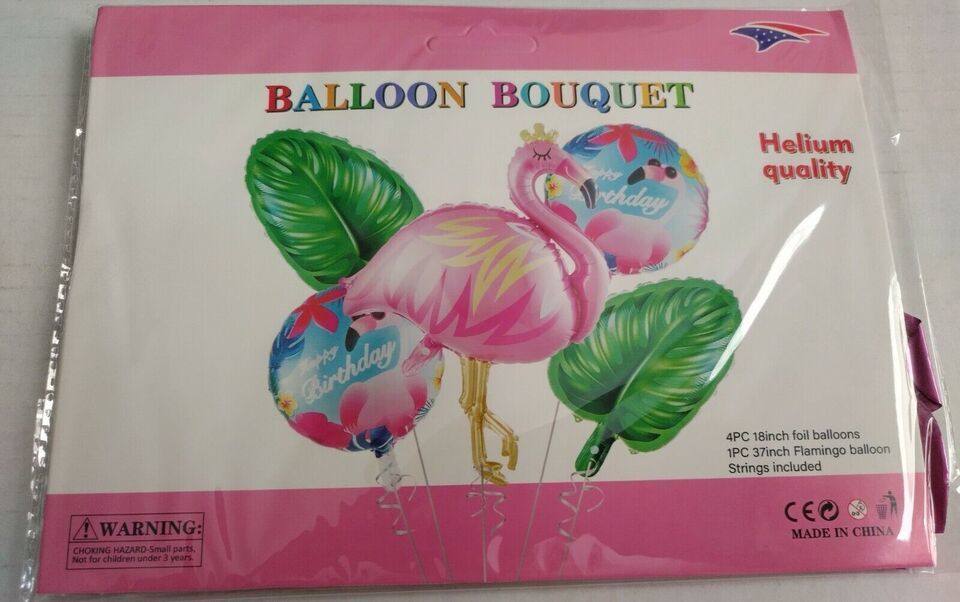 BALLOON BOUQUET
Helium
quality
Happy
Birthday
Happy
Birthday
4PC 18inch foil balloons
1PC 37inch Flamingo balloon
Strings included
WARNING:
CHOKING HAZARD-Small parts,
Not for children under 3 years.
CE
MADE IN CHINA